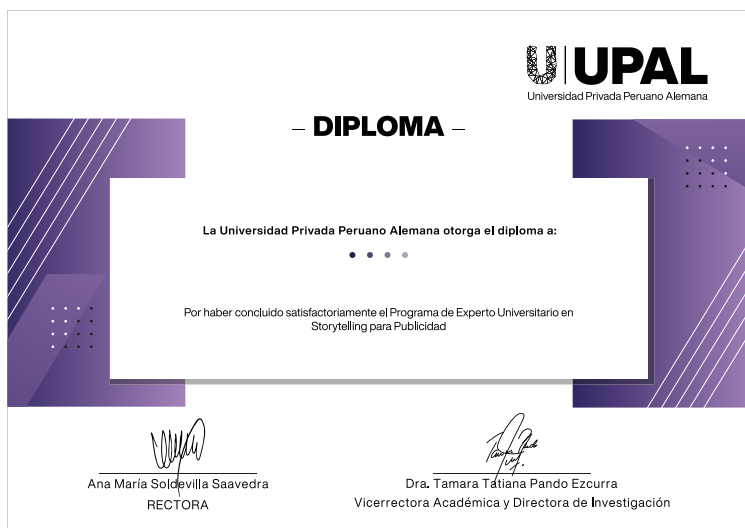 UPAL
Universidad Privada Peruano Alemana
– DIPLOMA –
La Universidad Privada Peruano Alemana otorga el diploma a:
Por haber concluido satisfactoriamente el Programa de Experto Universitario en
Storytelling para Publicidad
Ana María Soldevilla Saavedra
RECTORA
Dra. Tamara Tatiana Pando Ezcurra
Vicerrectora Académica y Directora de Investigación